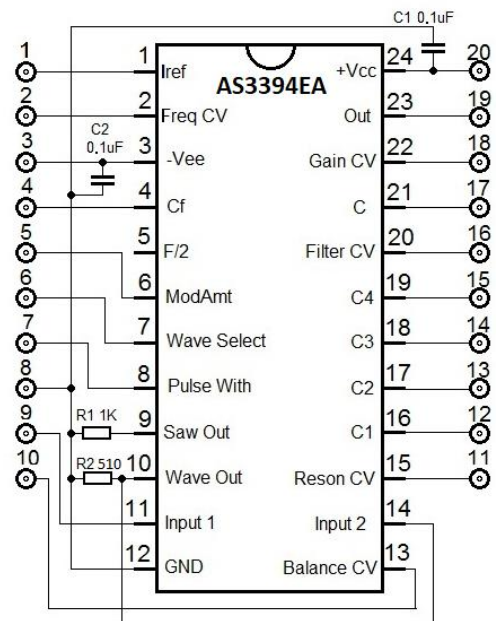 C1 0.1uF
AS3394EA
1 1 Iref +Vcc 24 20
2 2 Freq CV Out 23 19
C2
0.1uF
3 3 -Vee Gain CV 22 18
4 4 Cf C 21 17
5 5 F/2 Filter CV 20 16
6 6 ModAmt C4 19 15
7 7 Wave Select C3 18 14
8 8 Pulse With C2 17 13
9 R1 1K 9 Saw Out C1 16 12
10 R2 510 10 Wave Out Reson CV 15 11
11 Input 1 Input 2 14
12 GND Balance CV 13